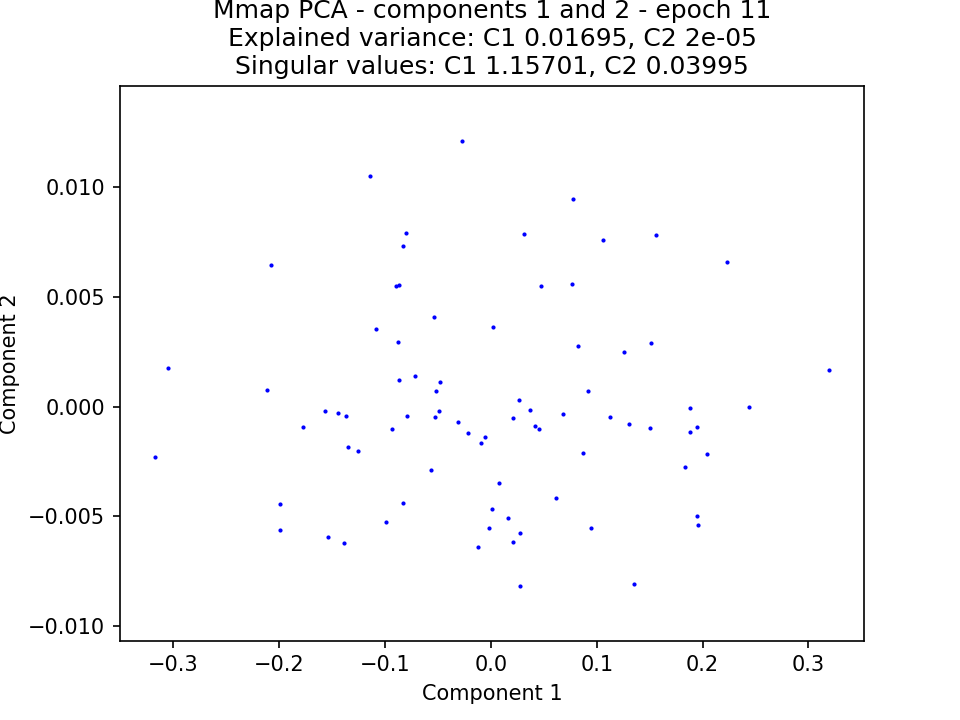 Mmap PCA - components 1 and 2 - epoch 11
Explained variance: C1 0.01695, C2 2e-05
Singular values: C1 1.15701, C2 0.03995
0.010
0.005
0.000
−0.005
−0.010
Component 2
−0.3
−0.2
−0.1
0.0
0.1
0.2
0.3
Component 1